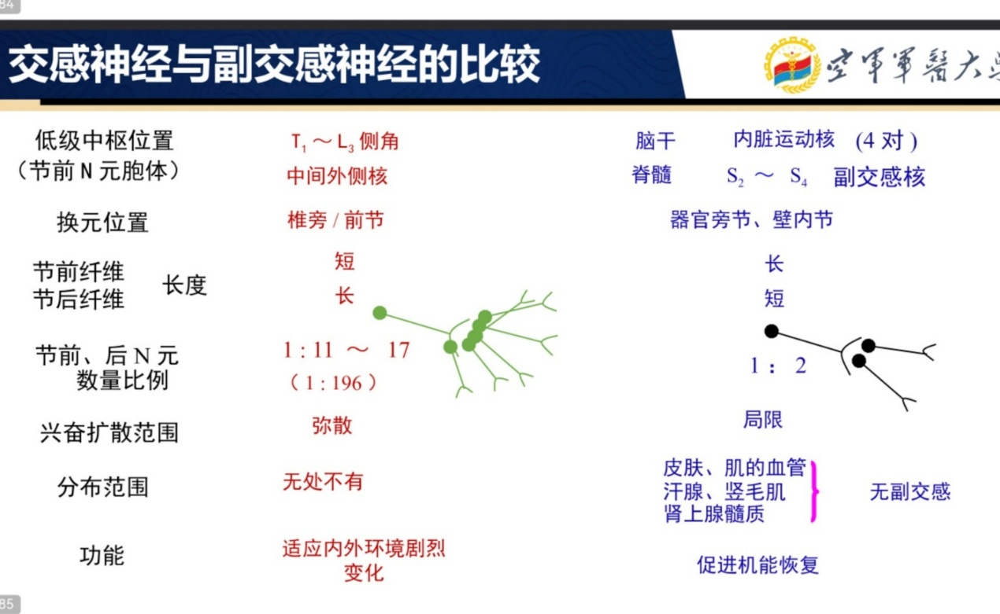 84
交感神经与副交感神经的比较
空軍軍醫大
低级中枢位置
（节前 N 元胞体）
T₁ ～ L₃ 侧角
中间外侧核
脑干 内脏运动核 (4 对)
脊髓 S₂ ～ S₄ 副交感核
换元位置
椎旁 / 前节
器官旁节、壁内节
节前纤维
节后纤维
长度
短
长
长
短
节前、后 N 元
数量比例
1 : 11 ～ 17
（ 1 : 196 ）
1 : 2
兴奋扩散范围
弥散
局限
分布范围
无处不有
皮肤、肌的血管
汗腺、竖毛肌
肾上腺髓质
无副交感
功能
适应内外环境剧烈
变化
促进机能恢复
85